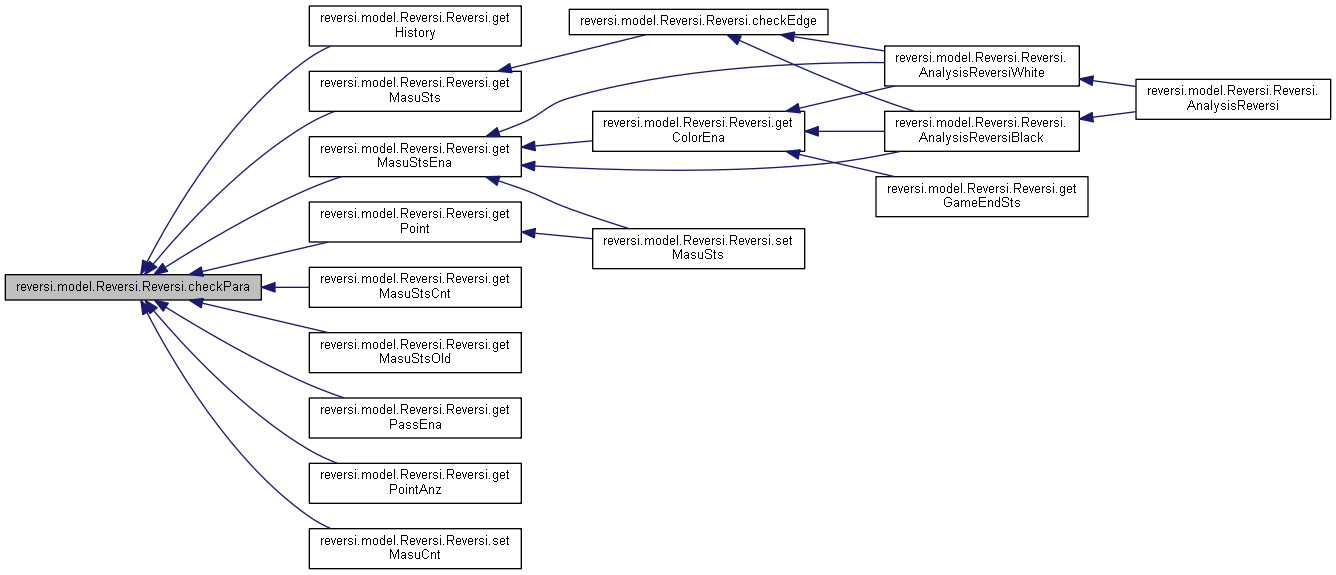 reversi.model.Reversi.Reversi.checkPara
reversi.model.Reversi.Reversi.get
History
reversi.model.Reversi.Reversi.get
MasuSts
reversi.model.Reversi.Reversi.get
MasuStsEna
reversi.model.Reversi.Reversi.get
Point
reversi.model.Reversi.Reversi.get
MasuStsCnt
reversi.model.Reversi.Reversi.get
MasuStsOld
reversi.model.Reversi.Reversi.get
PassEna
reversi.model.Reversi.Reversi.get
PointAnz
reversi.model.Reversi.Reversi.set
MasuCnt
reversi.model.Reversi.Reversi.checkEdge
reversi.model.Reversi.Reversi.get
ColorEna
reversi.model.Reversi.Reversi.set
MasuSts
reversi.model.Reversi.Reversi.
AnalysisReversiWhite
reversi.model.Reversi.Reversi.
AnalysisReversiBlack
reversi.model.Reversi.Reversi.get
GameEndSts
reversi.model.Reversi.Reversi.
AnalysisReversi